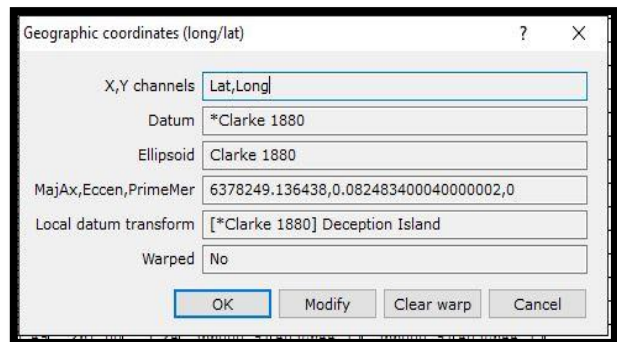 Geographic coordinates (long/lat) ? X
X,Y channels Lat,Long
Datum *Clarke 1880
Ellipsoid Clarke 1880
MajAx,Eccen,PrimeMer 6378249.136438,0.082483400040000002,0
Local datum transform [*Clarke 1880] Deception Island
Warped No
OK Modify Clear warp Cancel